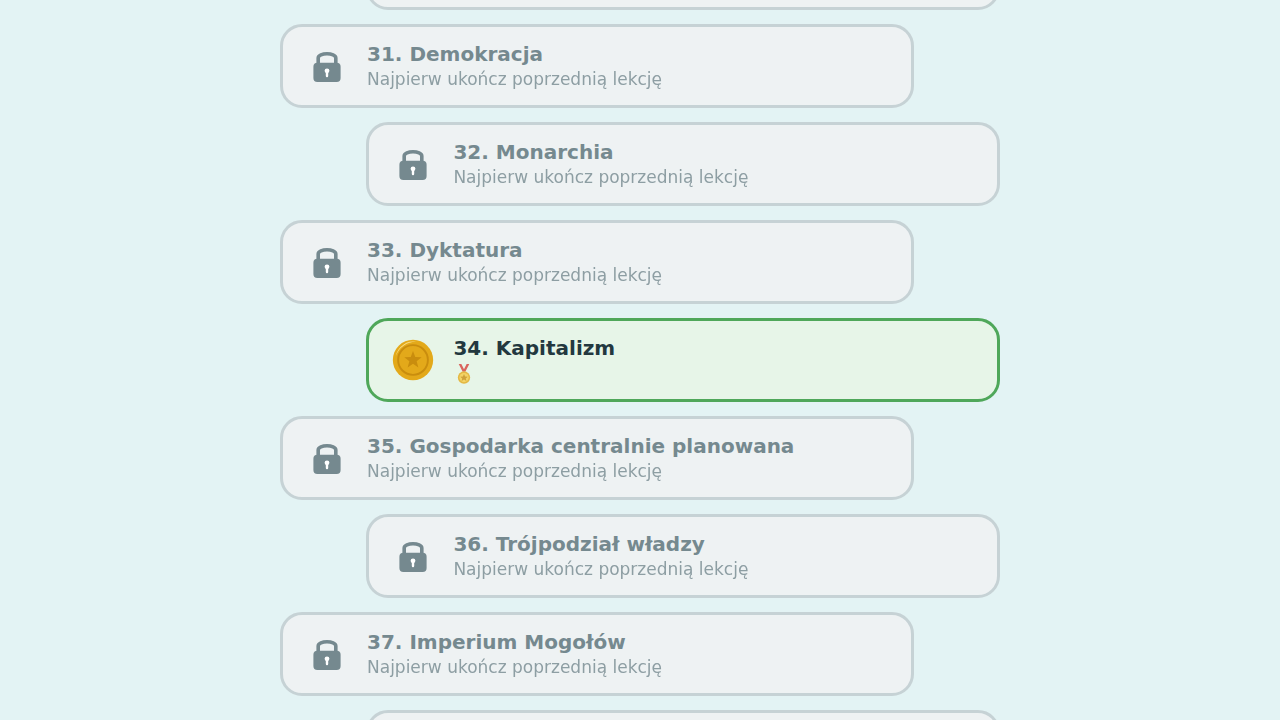 31. Demokracja
Najpierw ukończ poprzednią lekcję
32. Monarchia
Najpierw ukończ poprzednią lekcję
33. Dyktatura
Najpierw ukończ poprzednią lekcję
34. Kapitalizm
35. Gospodarka centralnie planowana
Najpierw ukończ poprzednią lekcję
36. Trójpodział władzy
Najpierw ukończ poprzednią lekcję
37. Imperium Mogołów
Najpierw ukończ poprzednią lekcję